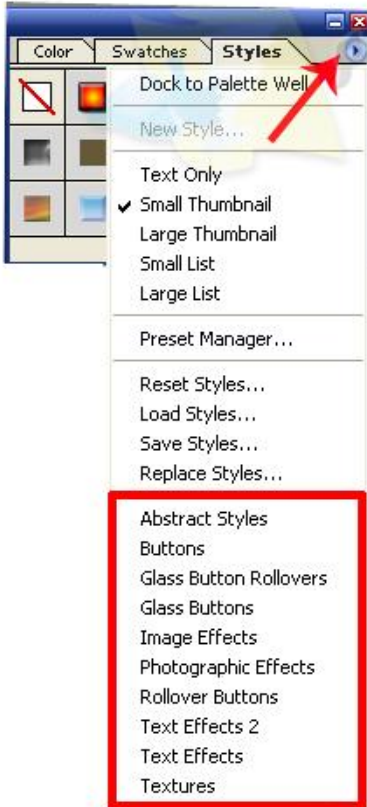 Color Swatches Styles
Dock to Palette Well
New Style...
Text Only
Small Thumbnail
Large Thumbnail
Small List
Large List
Preset Manager...
Reset Styles...
Load Styles...
Save Styles...
Replace Styles...
Abstract Styles
Buttons
Glass Button Rollovers
Glass Buttons
Image Effects
Photographic Effects
Rollover Buttons
Text Effects 2
Text Effects
Textures